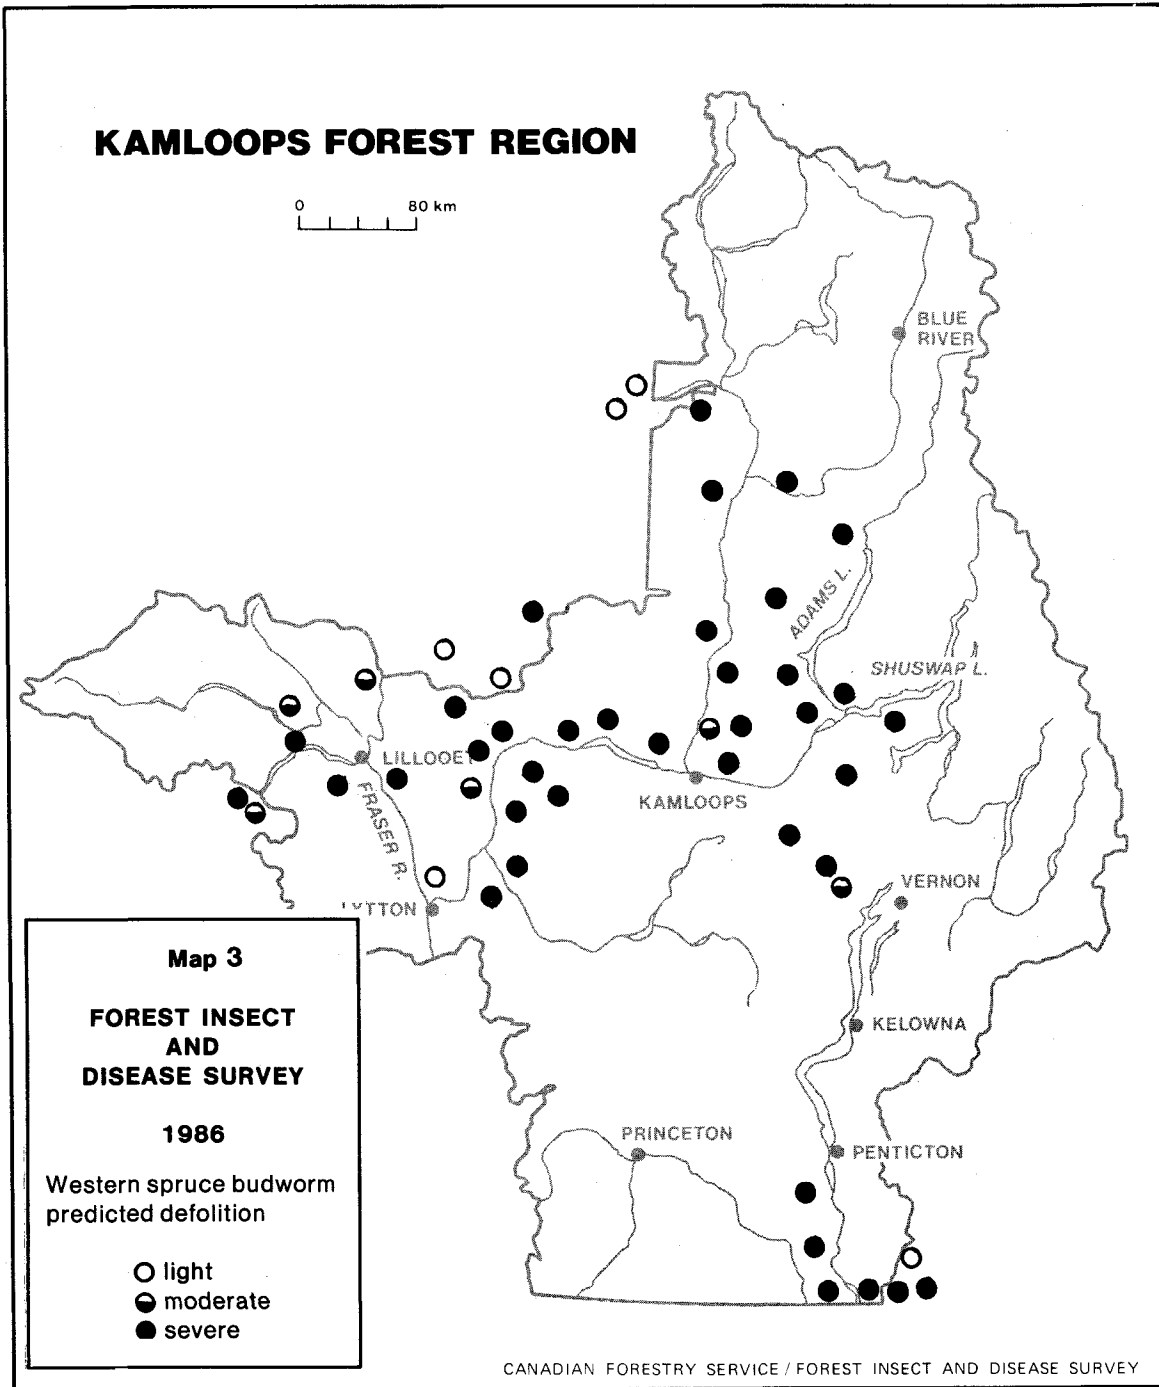 KAMLOOPS FOREST REGION
0 80 km
BLUE
RIVER
ADAMS L.
SHUSWAP L.
LILLOOET
KAMLOOPS
FRASER R.
VERNON
LYTTON
KELOWNA
PRINCETON
PENTICTON
Map 3
FOREST INSECT
AND
DISEASE SURVEY
1986
Western spruce budworm
predicted defolition
light
moderate
severe
CANADIAN FORESTRY SERVICE / FOREST INSECT AND DISEASE SURVEY